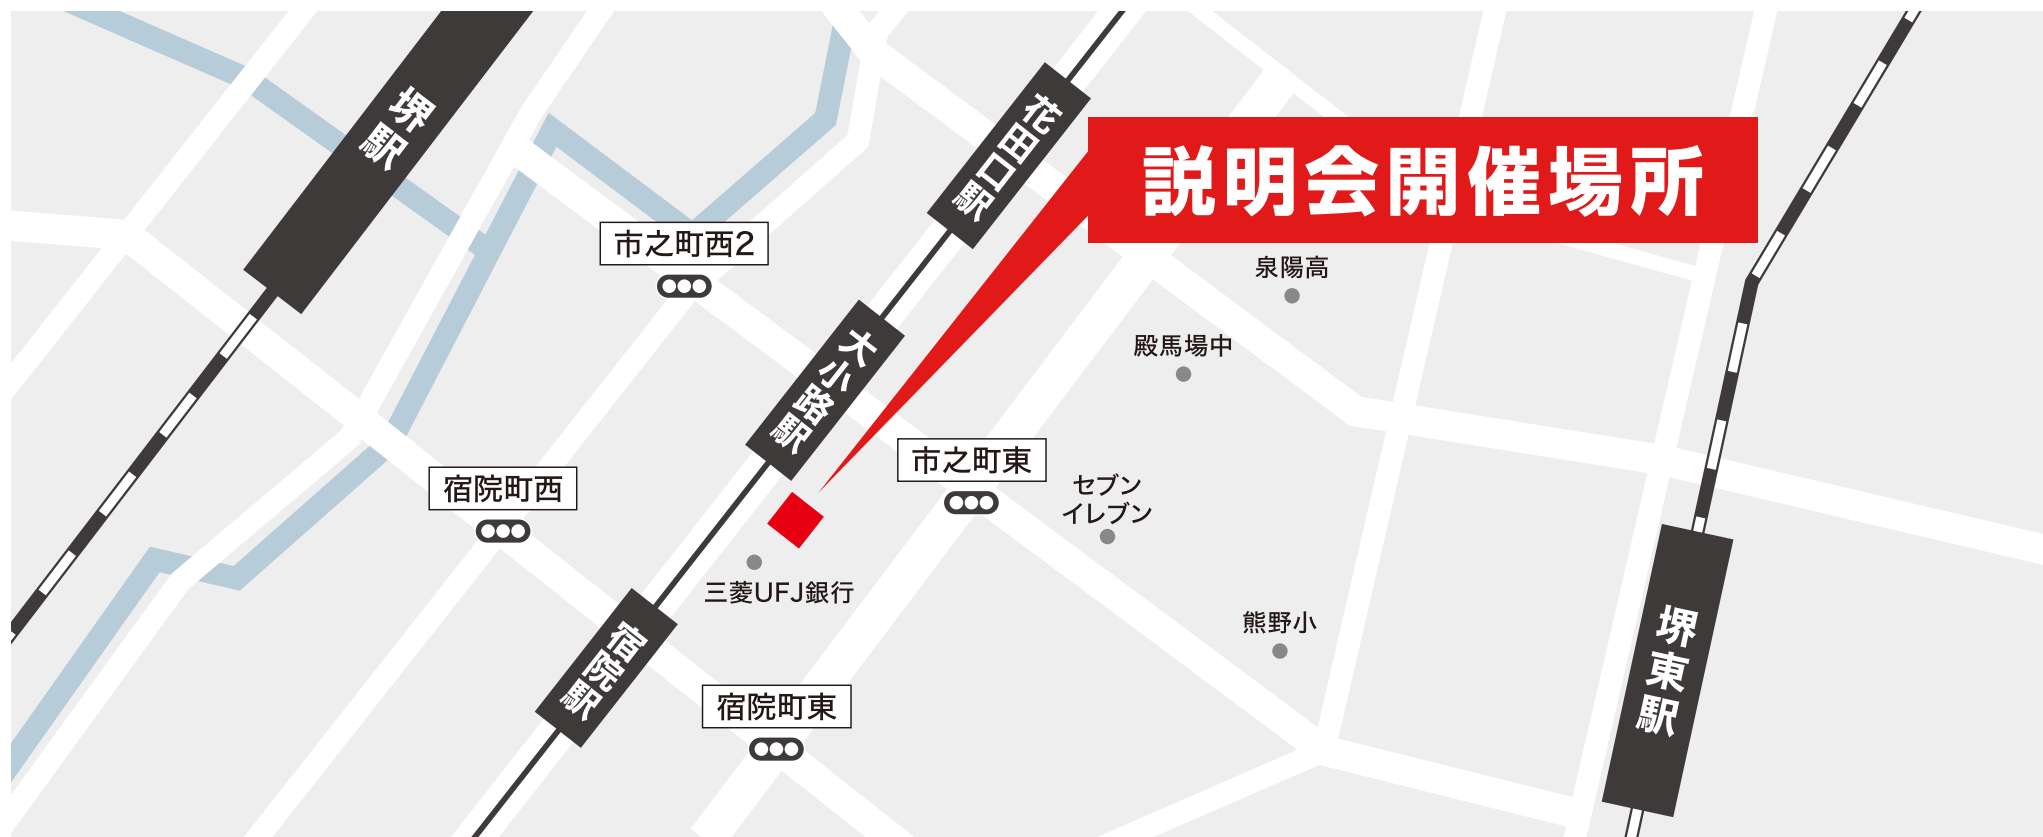 堺駅
花田口駅
説明会開催場所
市之町西2
泉陽高
大小路駅
殿馬場中
市之町東
宿院町西
セブン
イレブン
三菱UFJ銀行
宿院駅
熊野小
堺東駅
宿院町東